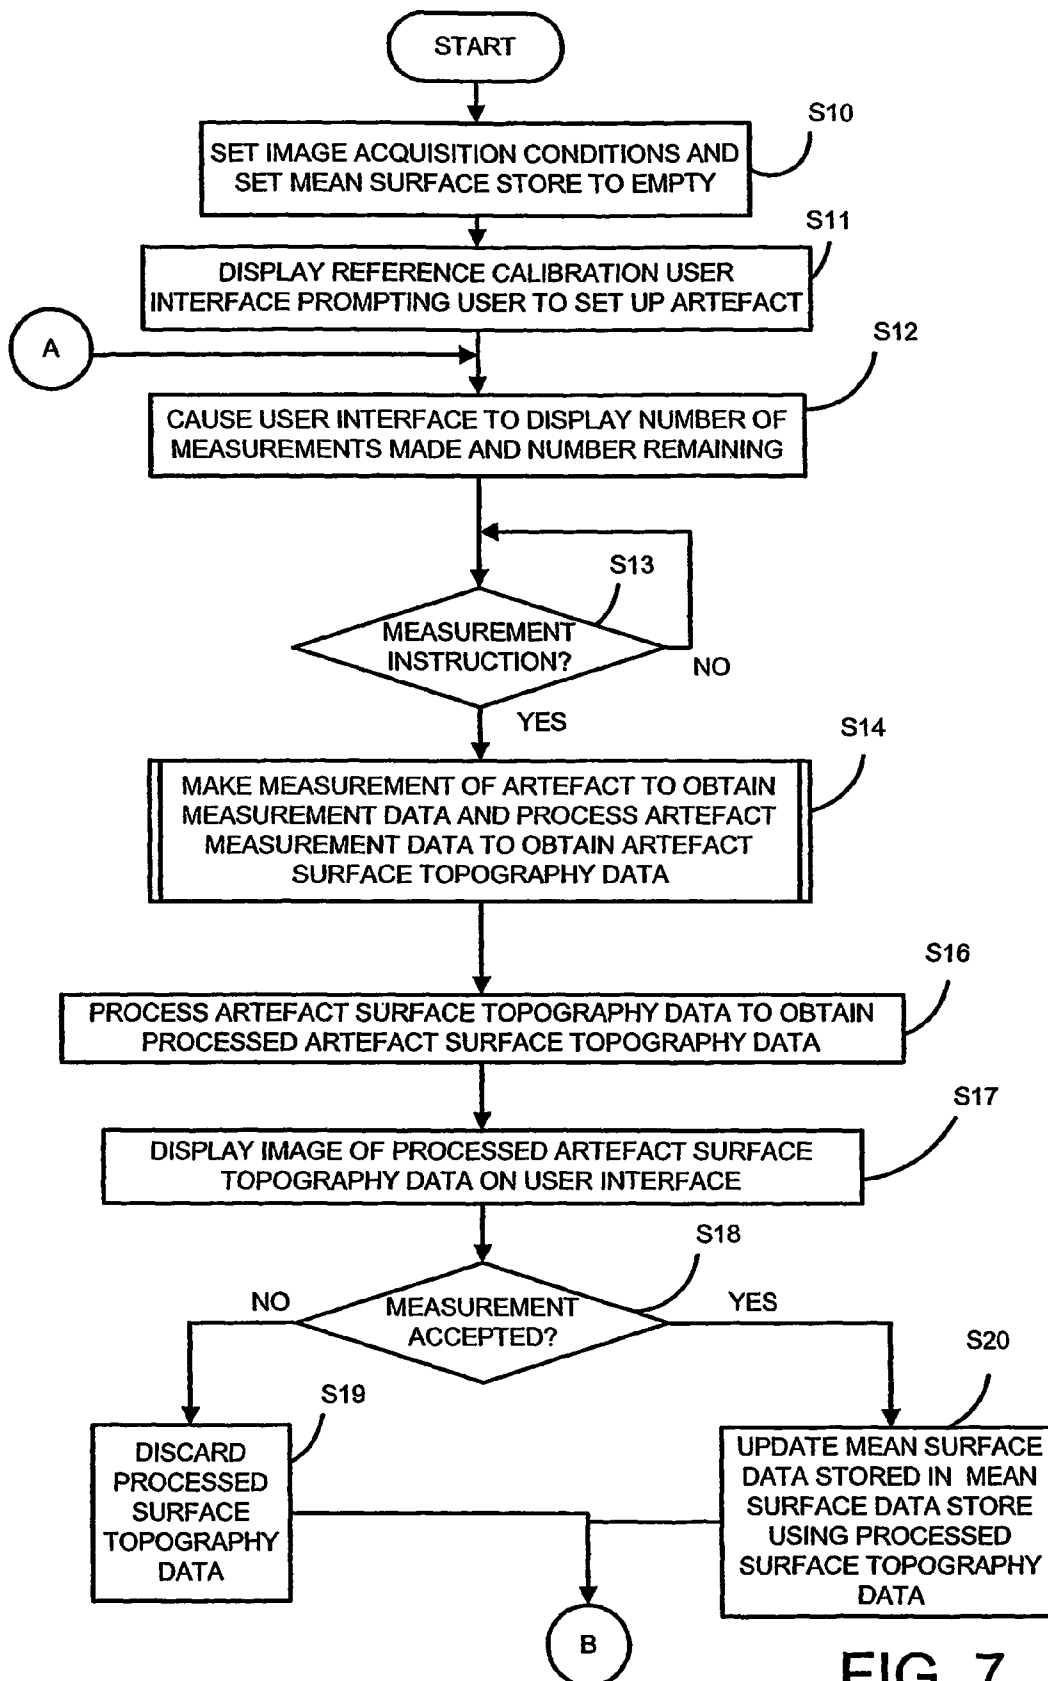 START
S10
SET IMAGE ACQUISITION CONDITIONS AND
SET MEAN SURFACE STORE TO EMPTY
S11
DISPLAY REFERENCE CALIBRATION USER
INTERFACE PROMPTING USER TO SET UP ARTEFACT
A
S12
CAUSE USER INTERFACE TO DISPLAY NUMBER OF
MEASUREMENTS MADE AND NUMBER REMAINING
S13
MEASUREMENT
INSTRUCTION?
NO
YES
S14
MAKE MEASUREMENT OF ARTEFACT TO OBTAIN
MEASUREMENT DATA AND PROCESS ARTEFACT
MEASUREMENT DATA TO OBTAIN ARTEFACT
SURFACE TOPOGRAPHY DATA
S16
PROCESS ARTEFACT SURFACE TOPOGRAPHY DATA TO OBTAIN
PROCESSED ARTEFACT SURFACE TOPOGRAPHY DATA
S17
DISPLAY IMAGE OF PROCESSED ARTEFACT SURFACE
TOPOGRAPHY DATA ON USER INTERFACE
S18
NO
MEASUREMENT
ACCEPTED?
YES
S19
DISCARD
PROCESSED
SURFACE
TOPOGRAPHY
DATA
S20
UPDATE MEAN SURFACE
DATA STORED IN MEAN
SURFACE DATA STORE
USING PROCESSED
SURFACE TOPOGRAPHY
DATA
B
FIG. 7